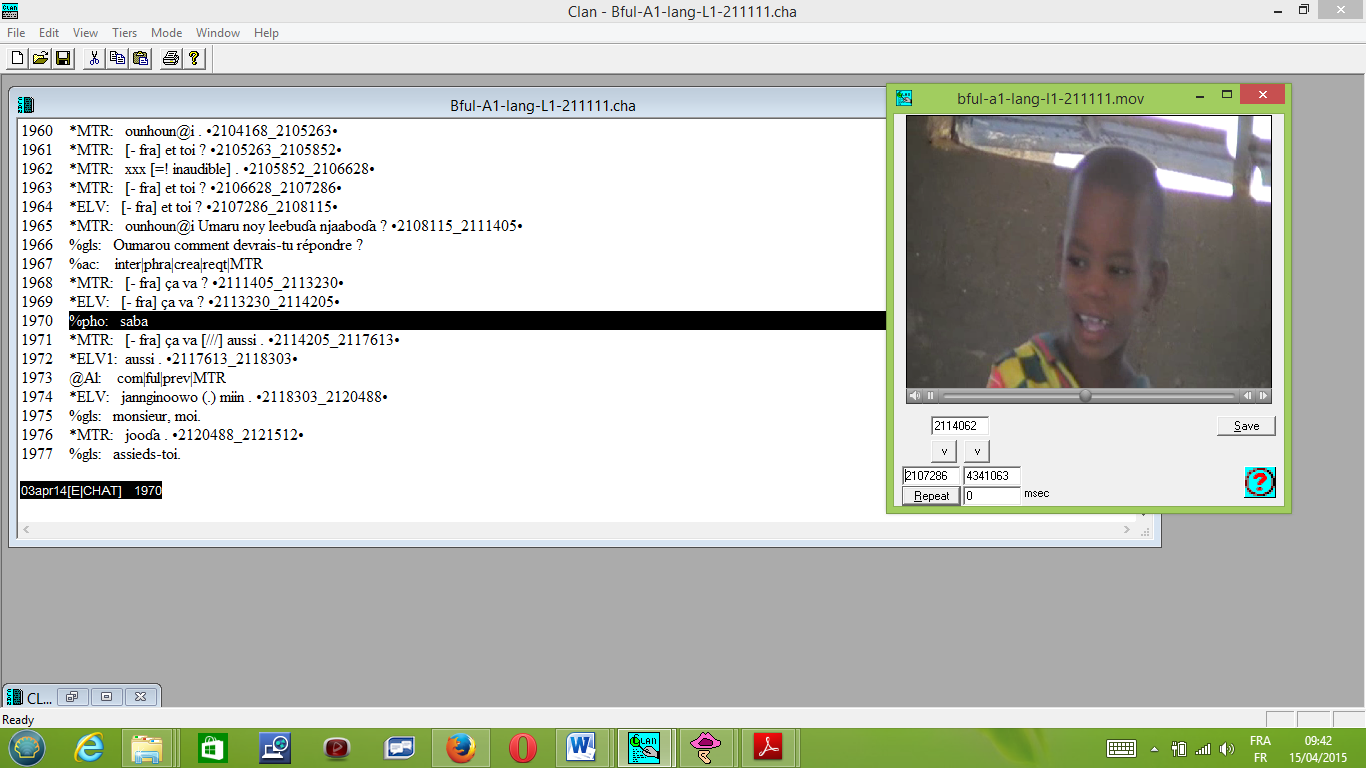 Clan - Bful-A1-lang-L1-211111.cha
File Edit View Tiers Mode Window Help
Bful-A1-lang-L1-211111.cha
1960 *MTR: ounhoun@i . •2104168_2105263•
1961 *MTR: [- fra] et toi ? •2105263_2105852•
1962 *MTR: xxx [=! inaudible] . •2105852_2106628•
1963 *MTR: [- fra] et toi ? •2106628_2107286•
1964 *ELV: [- fra] et toi ? •2107286_2108115•
1965 *MTR: ounhoun@i Umaru noy leebuɗa njaaboɗa ? •2108115_2111405•
1966 %gls: Oumarou comment devrais-tu répondre ?
1967 %ac: inter|phra|crea|reqt|MTR
1968 *MTR: [- fra] ça va ? •2111405_2113230•
1969 *ELV: [- fra] ça va ? •2113230_2114205•
1970 %pho: saba
1971 *MTR: [- fra] ça va [///] aussi . •2114205_2117613•
1972 *ELV1: aussi . •2117613_2118303•
1973 @Al: com|ful|prev|MTR
1974 *ELV: jannginoowo (.) miin . •2118303_2120488•
1975 %gls: monsieur, moi.
1976 *MTR: jooɗa . •2120488_2121512•
1977 %gls: assieds-toi.
03apr14[E|CHAT] 1970
bful-a1-lang-l1-211111.mov
2114062
Save
v v
2107286 4341063
Repeat 0 msec
CL...
Ready
FRA
FR
09:42
15/04/2015